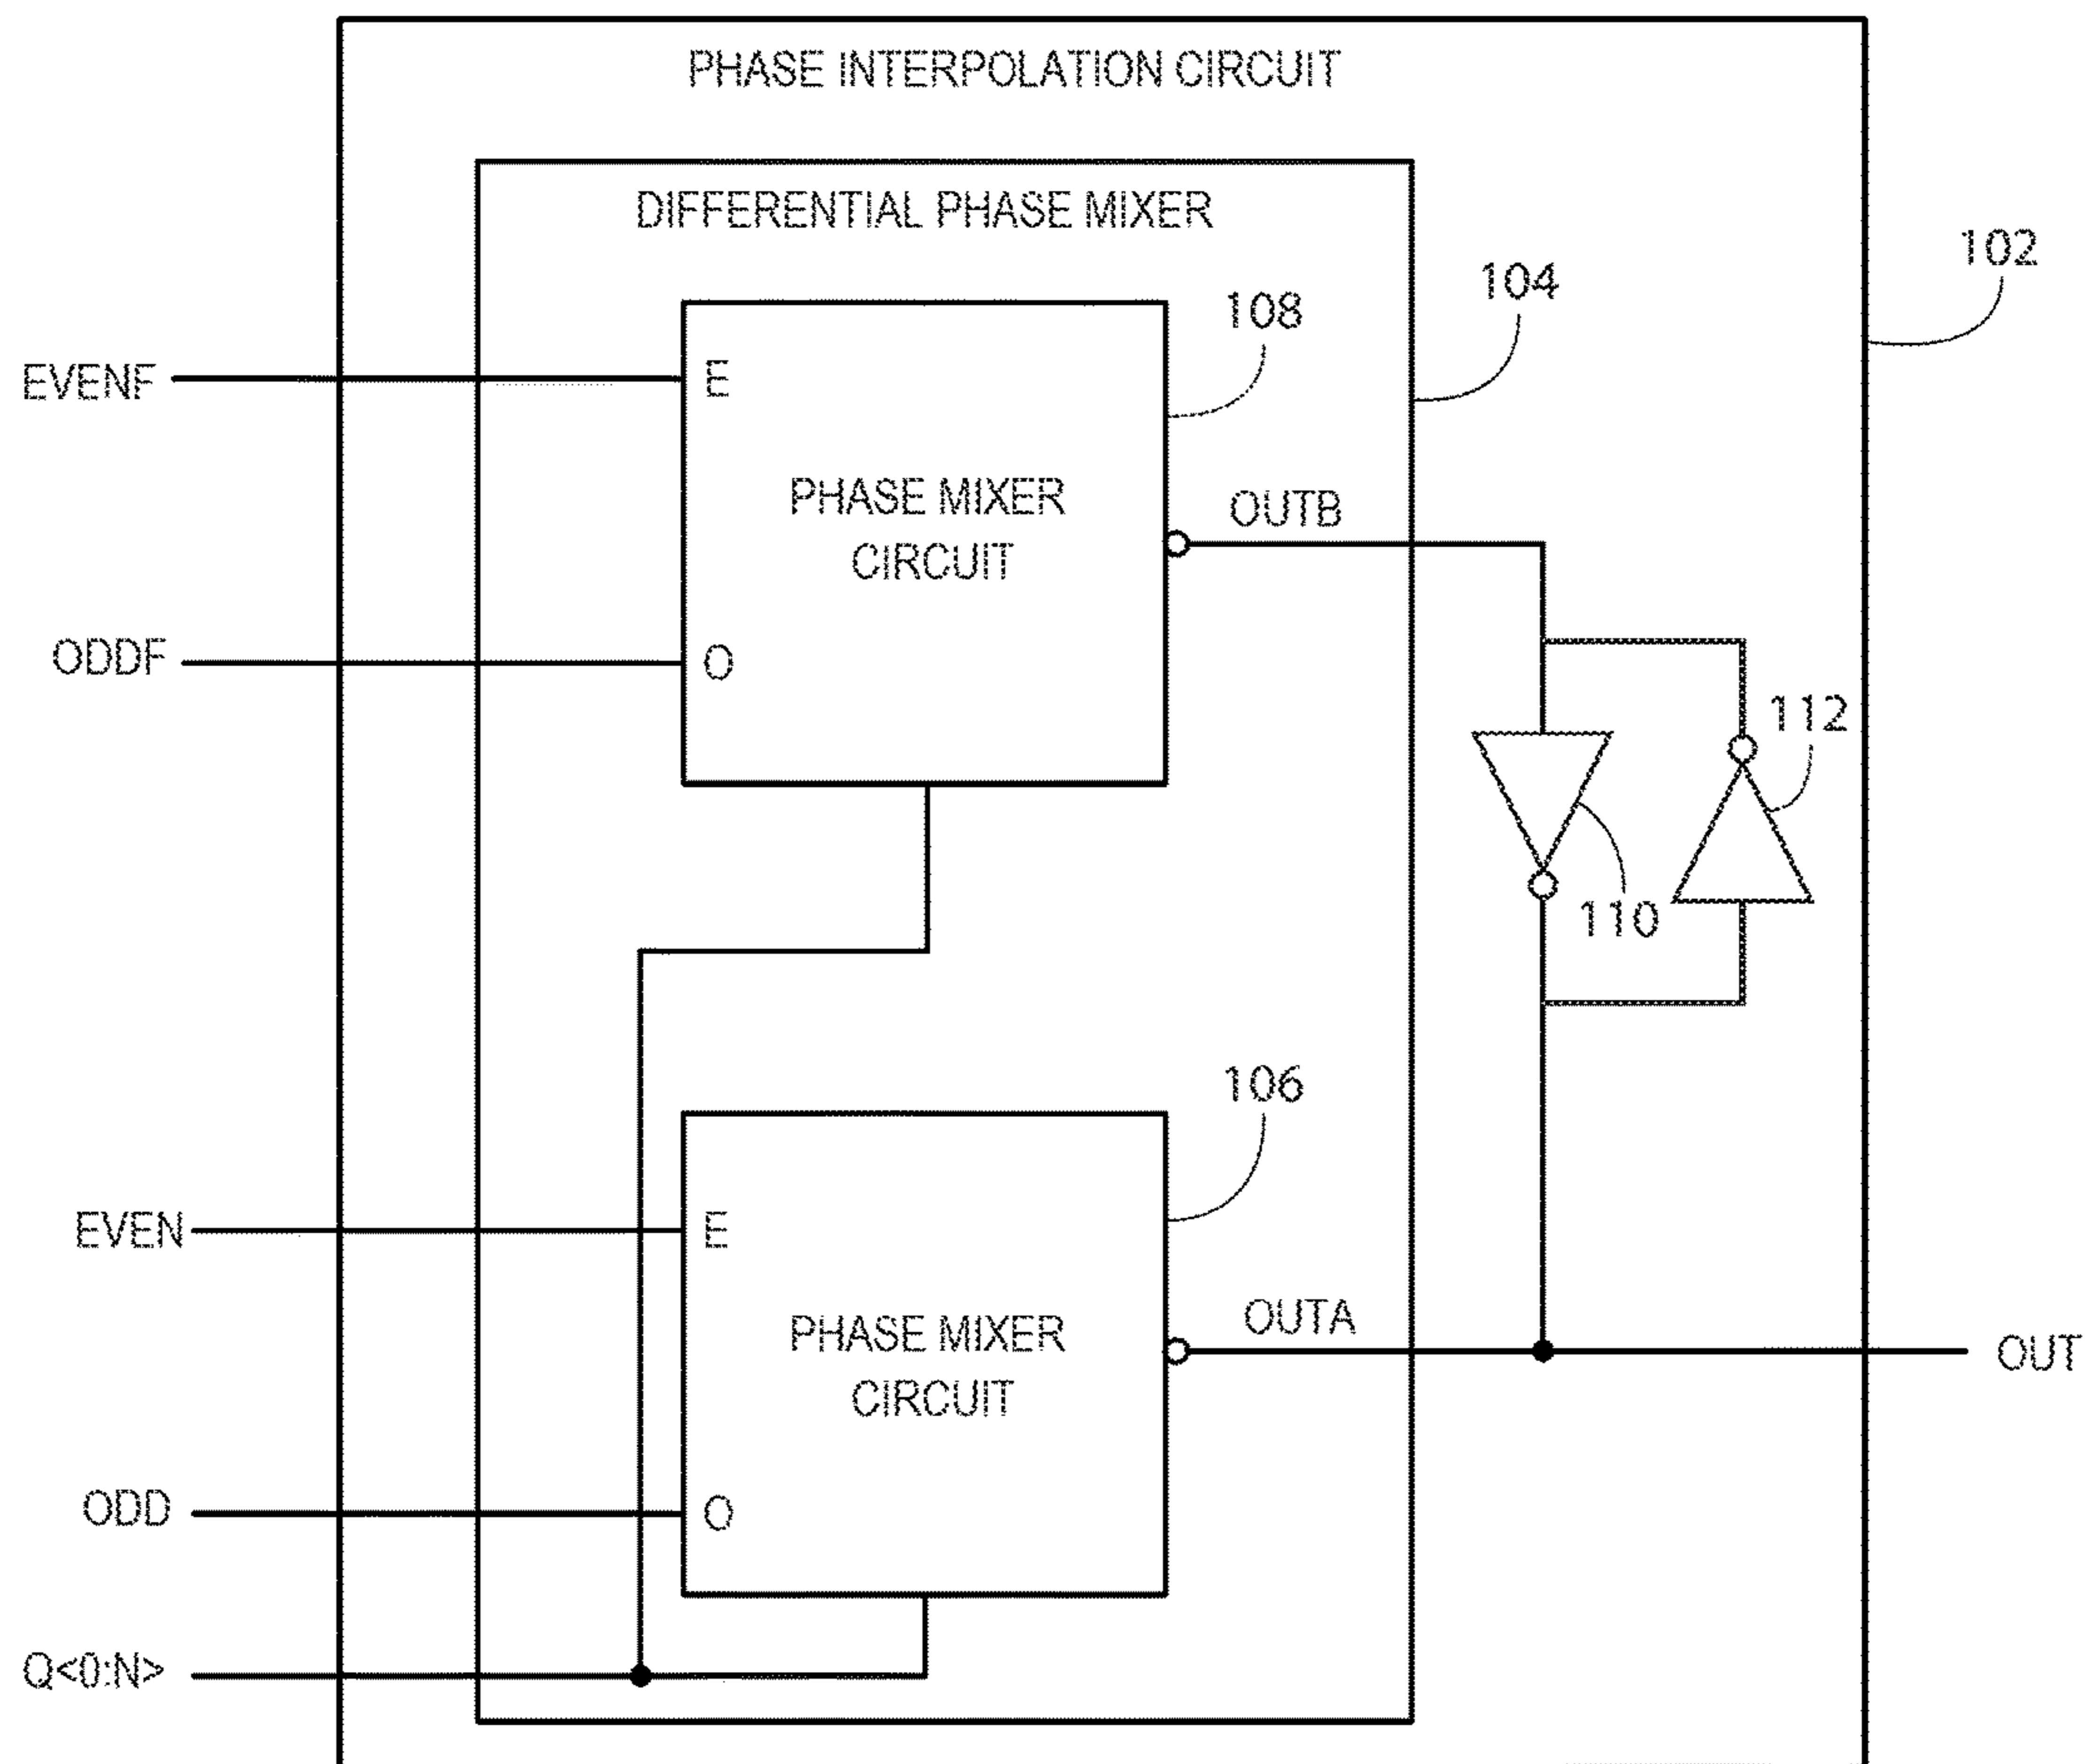 PHASE INTERPOLATION CIRCUIT
DIFFERENTIAL PHASE MIXER
102
104
108
EVENF
E
PHASE MIXER
CIRCUIT
OUTB
ODDF
O
112
110
106
EVEN
E
PHASE MIXER
CIRCUIT
OUTA
OUT
ODD
O
Q<0:N>